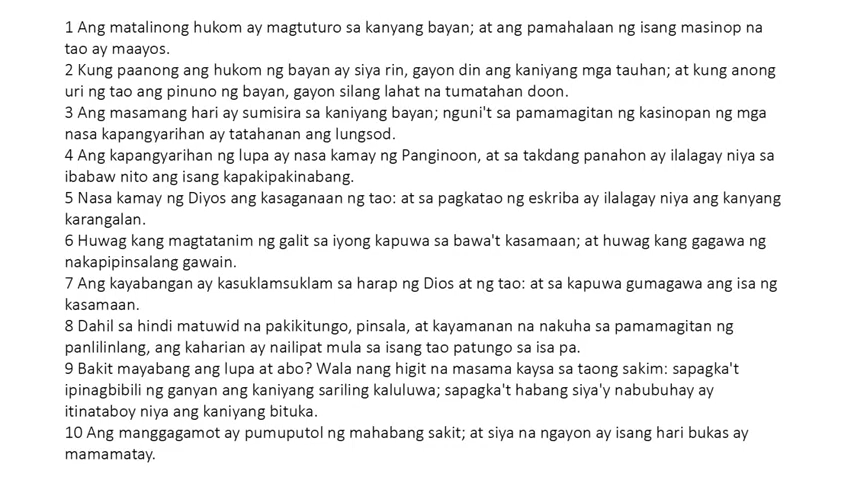 1 Ang matalinong hukom ay magtuturo sa kanyang bayan; at ang pamahalaan ng isang masinop na
tao ay maayos.
2 Kung paanong ang hukom ng bayan ay siya rin, gayon din ang kaniyang mga tauhan; at kung anong
uri ng tao ang pinuno ng bayan, gayon silang lahat na tumatahan doon.
3 Ang masamang hari ay sumisira sa kaniyang bayan; nguni't sa pamamagitan ng kasinopan ng mga
nasa kapangyarihan ay tatahanan ang lungsod.
4 Ang kapangyarihan ng lupa ay nasa kamay ng Panginoon, at sa takdang panahon ay ilalagay niya sa
ibabaw nito ang isang kapakipakinabang.
5 Nasa kamay ng Diyos ang kasaganaan ng tao: at sa pagkatao ng eskriba ay ilalagay niya ang kanyang
karangalan.
6 Huwag kang magtatanim ng galit sa iyong kapuwa sa bawa't kasamaan; at huwag kang gagawa ng
nakapipinsalang gawain.
7 Ang kayabangan ay kasuklamsuklam sa harap ng Dios at ng tao: at sa kapuwa gumagawa ang isa ng
kasamaan.
8 Dahil sa hindi matuwid na pakikitungo, pinsala, at kayamanan na nakuha sa pamamagitan ng
panlilinlang, ang kaharian ay nailipat mula sa isang tao patungo sa isa pa.
9 Bakit mayabang ang lupa at abo? Wala nang higit na masama kaysa sa taong sakim: sapagka't
ipinagbibili ng ganyan ang kaniyang sariling kaluluwa; sapagka't habang siya'y nabubuhay ay
itinataboy niya ang kaniyang bituka.
10 Ang manggagamot ay pumuputol ng mahabang sakit; at siya na ngayon ay isang hari bukas ay
mamamatay.